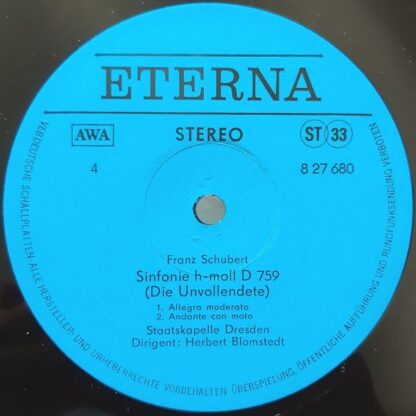 ETERNA
AWA STEREO ST 33
4 8 27 680
Franz Schubert
Sinfonie h-moll D 759
(Die Unvollendete)
1. Allegro moderato
2. Andante con moto
Staatskapelle Dresden
Dirigent: Herbert Blomstedt
VEB DEUTSCHE SCHALLPLATTEN ALLE HERSTELLER- UND URHEBERRECHTE VORBEHALTEN · ÜBERSPIELUNG, ÖFFENTLICHE AUFFÜHRUNG UND RUNDFUNKSENDUNG VERBOTEN